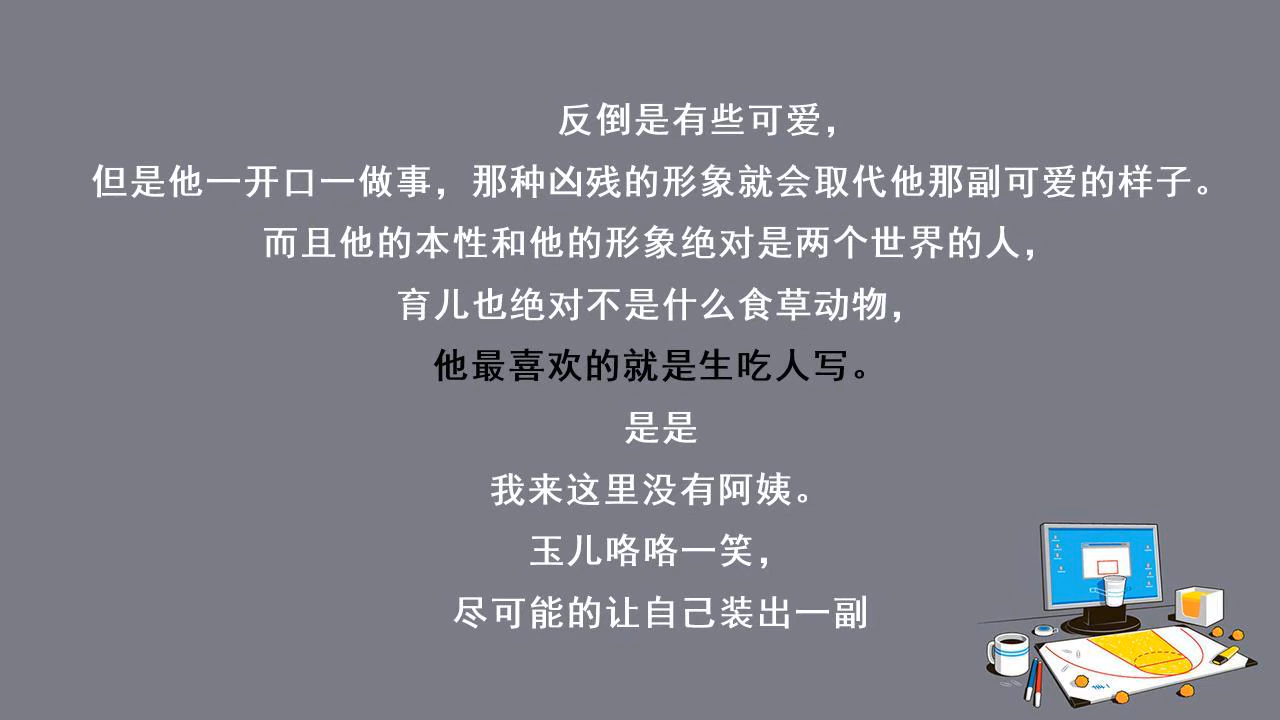 反倒是有些可爱，
但是他一开口一做事，那种凶残的形象就会取代他那副可爱的样子。
而且他的本性和他的形象绝对是两个世界的人，
育儿也绝对不是什么食草动物，
他最喜欢的就是生吃人写。
是是
我来这里没有阿姨。
玉儿咯咯一笑，
尽可能的让自己装出一副